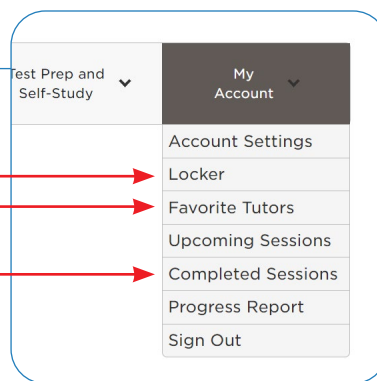 Test Prep and
Self-Study
My
Account
Account Settings
Locker
Favorite Tutors
Upcoming Sessions
Completed Sessions
Progress Report
Sign Out